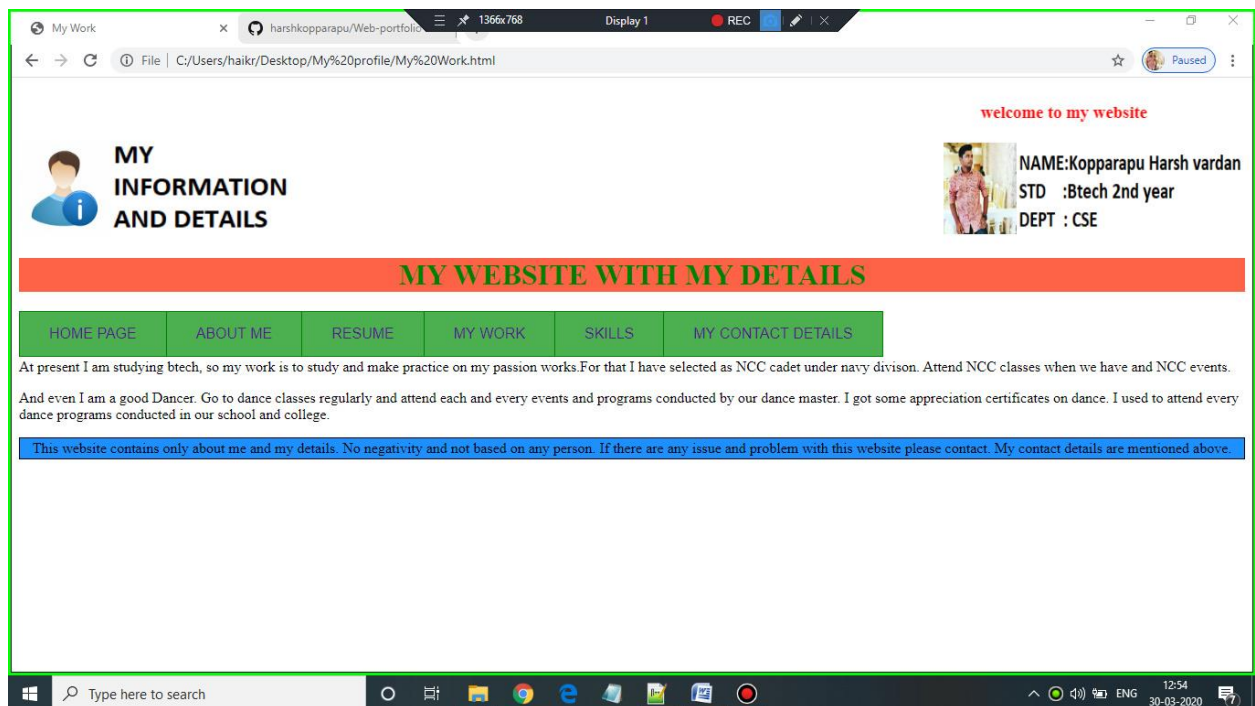 My Work
harshkopparapu/Web-portfolio
1366x768
Display 1
REC
File
C:/Users/haikr/Desktop/My%20profile/My%20Work.html
Paused
welcome to my website
MY
INFORMATION
AND DETAILS
i
NAME:Kopparapu Harsh vardan
STD :Btech 2nd year
DEPT : CSE
MY WEBSITE WITH MY DETAILS
HOME PAGE
ABOUT ME
RESUME
MY WORK
SKILLS
MY CONTACT DETAILS
At present I am studying btech, so my work is to study and make practice on my passion works.For that I have selected as NCC cadet under navy divison. Attend NCC classes when we have and NCC events.
And even I am a good Dancer. Go to dance classes regularly and attend each and every events and programs conducted by our dance master. I got some appreciation certificates on dance. I used to attend every
dance programs conducted in our school and college.
This website contains only about me and my details. No negativity and not based on any person. If there are any issue and problem with this website please contact. My contact details are mentioned above.
Type here to search
ENG
12:54
30-03-2020
7